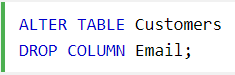 ALTER TABLE Customers
DROP COLUMN Email;